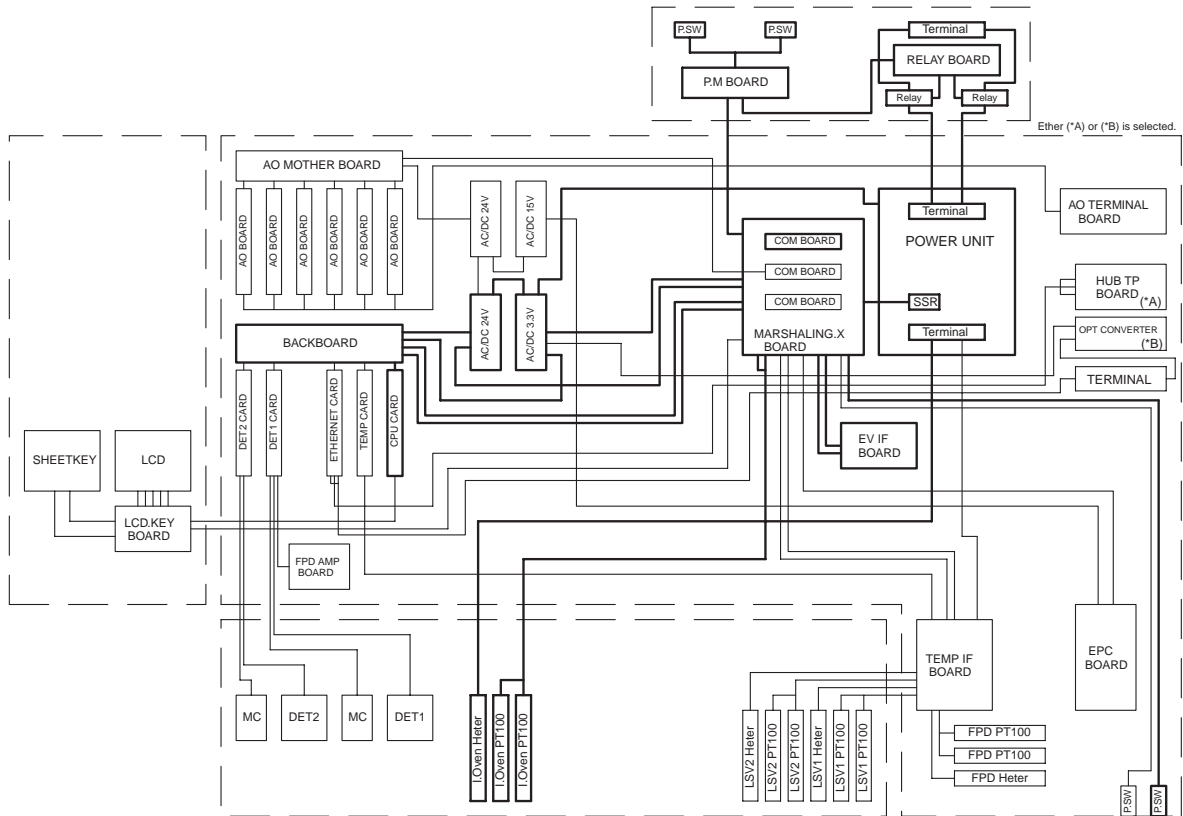 P.SW
P.SW
Terminal
RELAY BOARD
P.M BOARD
Relay
Relay
Ether (*A) or (*B) is selected.
AO MOTHER BOARD
AO BOARD
AO BOARD
AO BOARD
AO BOARD
AO BOARD
AO BOARD
AC/DC 24V
AC/DC 15V
Terminal
POWER UNIT
AO TERMINAL
BOARD
COM BOARD
COM BOARD
COM BOARD
MARSHALING.X
BOARD
SSR
Terminal
HUB TP
BOARD
(*A)
OPT CONVERTER
(*B)
TERMINAL
BACKBOARD
AC/DC 24V
AC/DC 3.3V
DET2 CARD
DET1 CARD
ETHERNET CARD
TEMP CARD
CPU CARD
EV IF
BOARD
SHEETKEY
LCD
LCD.KEY
BOARD
FPD AMP
BOARD
TEMP IF
BOARD
EPC
BOARD
MC
DET2
MC
DET1
I.Oven Heter
I.Oven PT100
I.Oven PT100
LSV2 Heter
LSV2 PT100
LSV2 PT100
LSV1 Heter
LSV1 PT100
LSV1 PT100
FPD PT100
FPD PT100
FPD Heter
P.SW
P.SW